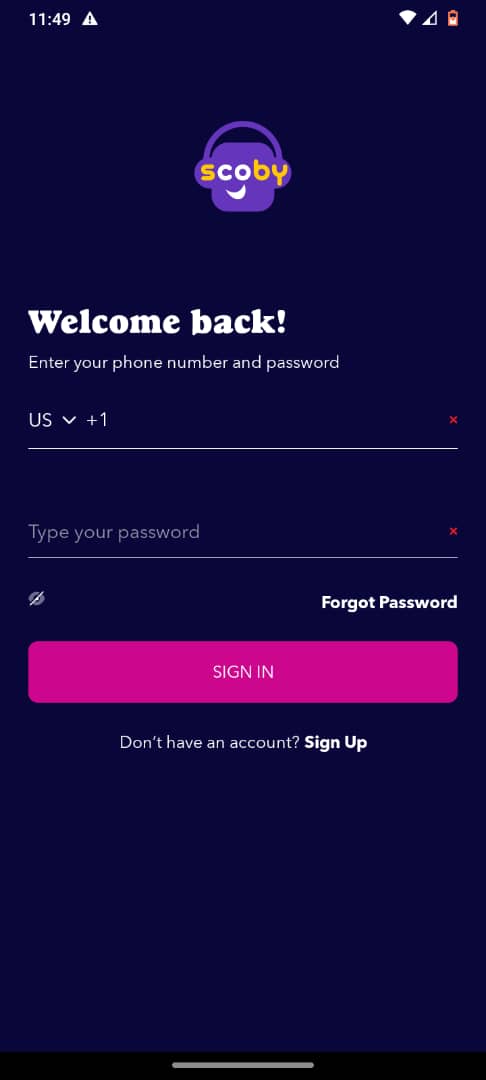 11:49
scoby
Welcome back!
Enter your phone number and password
US +1
Type your password
Forgot Password
SIGN IN
Don't have an account? Sign Up